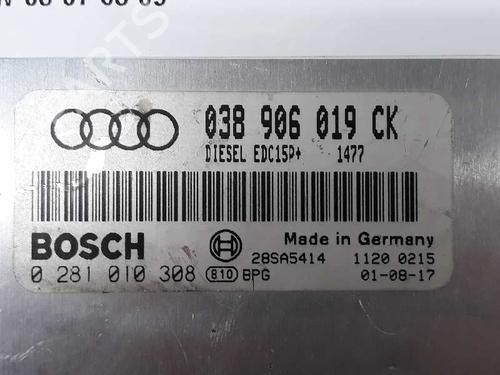 038 906 019 CK
DIESEL EDC15P+ 1477
BOSCH
Made in Germany
28SA5414 1120 0215
0 281 010 308 e10 BPG 01-08-17